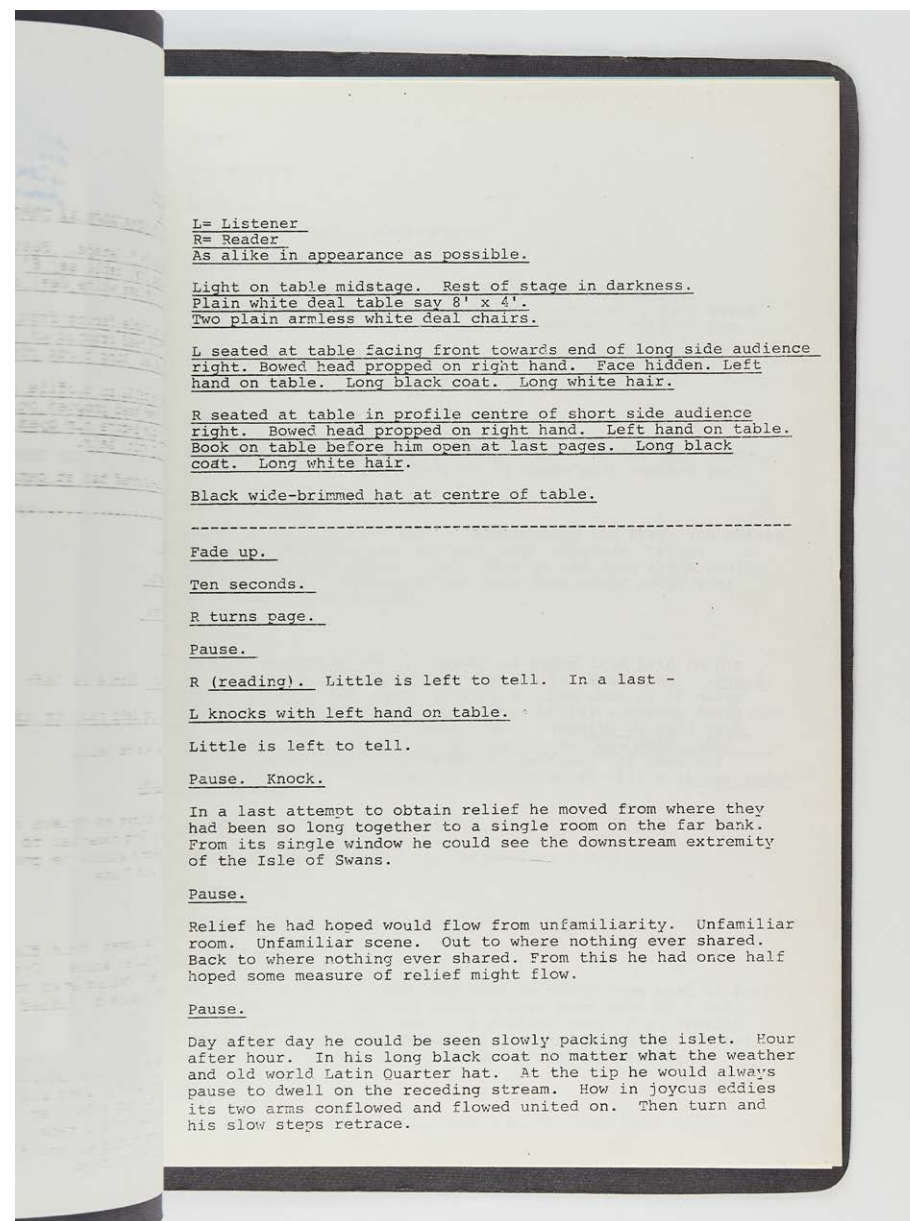 L= Listener
R= Reader
As alike in appearance as possible.
Light on table midstage. Rest of stage in darkness.
Plain white deal table say 8' x 4'.
Two plain armless white deal chairs.
L seated at table facing front towards end of long side audience
right. Bowed head propped on right hand. Face hidden. Left
hand on table. Long black coat. Long white hair.
R seated at table in profile centre of short side audience
right. Bowed head propped on right hand. Left hand on table.
Book on table before him open at last pages. Long black
coat. Long white hair.
Black wide-brimmed hat at centre of table.
Fade up.
Ten seconds.
R turns page.
Pause.
R (reading). Little is left to tell. In a last -
L knocks with left hand on table.
Little is left to tell.
Pause. Knock.
In a last attempt to obtain relief he moved from where they
had been so long together to a single room on the far bank.
From its single window he could see the downstream extremity
of the Isle of Swans.
Pause.
Relief he had hoped would flow from unfamiliarity. Unfamiliar
room. Unfamiliar scene. Out to where nothing ever shared.
Back to where nothing ever shared. From this he had once half
hoped some measure of relief might flow.
Pause.
Day after day he could be seen slowly packing the islet. Hour
after hour. In his long black coat no matter what the weather
and old world Latin Quarter hat. At the tip he would always
pause to dwell on the receding stream. How in joycus eddies
its two arms conflowed and flowed united on. Then turn and
his slow steps retrace.